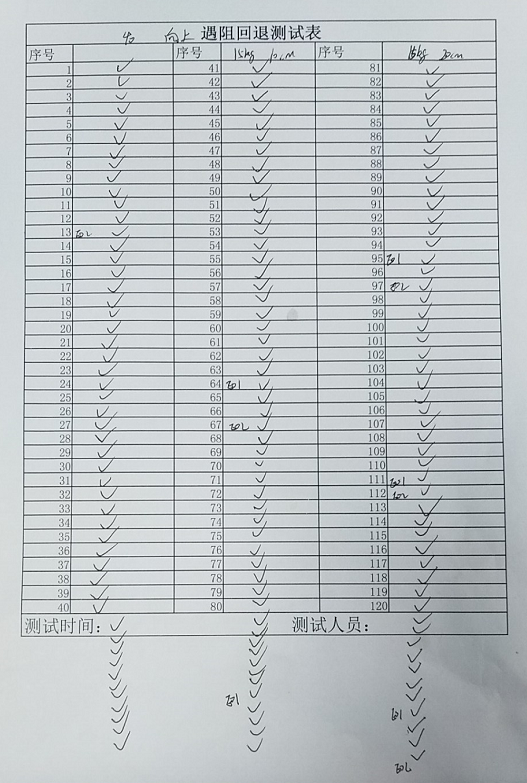 向上 遇阻回退测试表
序号 序号 15kg 10cm 序号 15kg 20cm
1 ✓ 41 ✓ 81 ✓
2 ✓ 42 ✓ 82 ✓
3 ✓ 43 ✓ 83 ✓
4 ✓ 44 ✓ 84 ✓
5 ✓ 45 ✓ 85 ✓
6 ✓ 46 ✓ 86 ✓
7 ✓ 47 ✓ 87 ✓
8 ✓ 48 ✓ 88 ✓
9 ✓ 49 ✓ 89 ✓
10 ✓ 50 ✓ 90 ✓
11 ✓ 51 ✓ 91 ✓
12 ✓ 52 ✓ 92 ✓
13 E02 ✓ 53 ✓ 93 ✓
14 ✓ 54 ✓ 94 ✓
15 ✓ 55 ✓ 95 E01 ✓
16 ✓ 56 ✓ 96 ✓
17 ✓ 57 ✓ 97 E02 ✓
18 ✓ 58 ✓ 98 ✓
19 ✓ 59 ✓ 99 ✓
20 ✓ 60 ✓ 100 ✓
21 ✓ 61 ✓ 101 ✓
22 ✓ 62 ✓ 102 ✓
23 ✓ 63 ✓ 103 ✓
24 ✓ 64 E01 ✓ 104 ✓
25 ✓ 65 ✓ 105 ✓
26 ✓ 66 ✓ 106 ✓
27 ✓ 67 E02 ✓ 107 ✓
28 ✓ 68 ✓ 108 ✓
29 ✓ 69 ✓ 109 ✓
30 ✓ 70 ✓ 110 ✓
31 ✓ 71 ✓ 111 E01 ✓
32 ✓ 72 ✓ 112 E02 ✓
33 ✓ 73 ✓ 113 ✓
34 ✓ 74 ✓ 114 ✓
35 ✓ 75 ✓ 115 ✓
36 ✓ 76 ✓ 116 ✓
37 ✓ 77 ✓ 117 ✓
38 ✓ 78 ✓ 118 ✓
39 ✓ 79 ✓ 119 ✓
40 ✓ 80 ✓ 120 ✓
测试时间： ✓ ✓ 测试人员： ✓
✓ ✓ ✓
✓ ✓ ✓
✓ ✓ ✓
✓ ✓ ✓
✓ ✓ ✓
✓ E01 ✓ ✓
✓ ✓ E01 ✓
✓ ✓ ✓
✓ ✓ ✓
E02 ✓